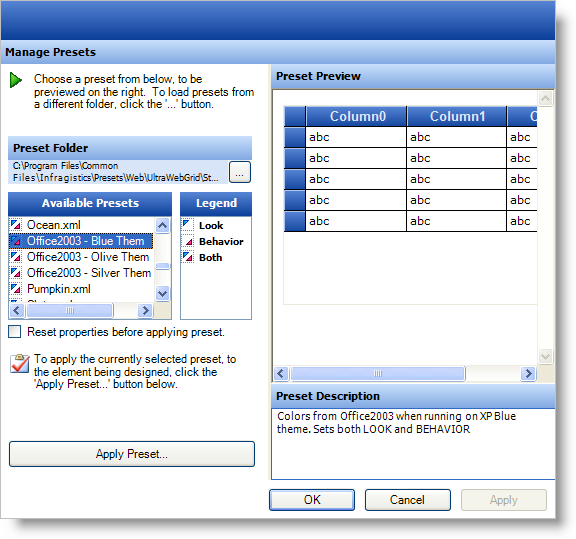 Manage Presets
Choose a preset from below, to be
previewed on the right. To load presets from
a different folder, click the '...' button.
Preset Folder
C:\Program Files\Common
Files\Infragistics\Presets\Web\UltraWebGrid\St...
...
Available Presets
Ocean.xml
Office2003 - Blue Them
Office2003 - Olive Them
Office2003 - Silver Them
Pumpkin.xml
Legend
Look
Behavior
Both
Reset properties before applying preset.
To apply the currently selected preset, to
the element being designed, click the
'Apply Preset...' button below.
Apply Preset...
Preset Preview
Column0 Column1 C
abc abc abc
abc abc abc
abc abc abc
abc abc abc
abc abc abc
Preset Description
Colors from Office2003 when running on XP Blue
theme. Sets both LOOK and BEHAVIOR
OK Cancel Apply